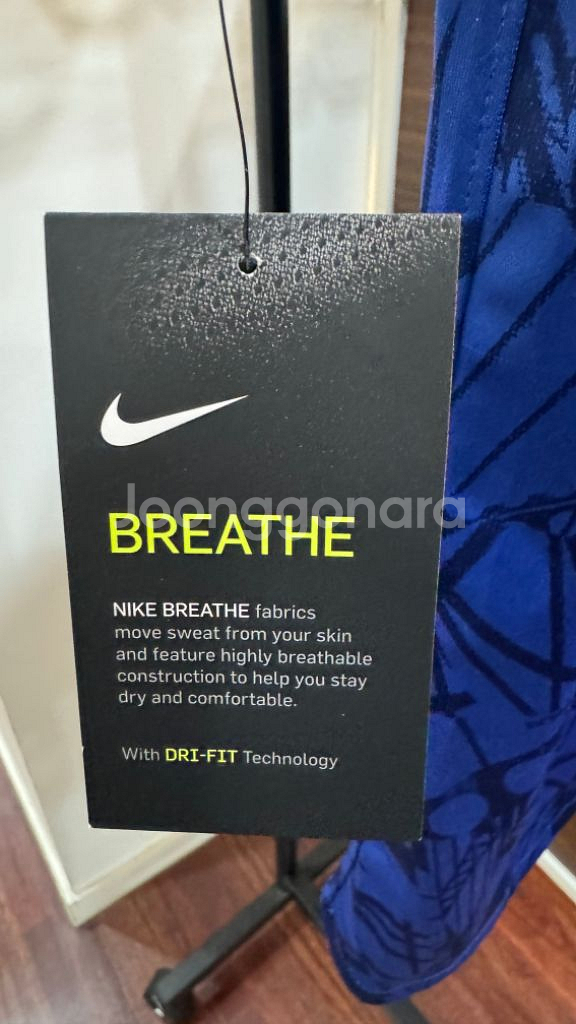 Joonggonara
BREATHE
NIKE BREATHE fabrics
move sweat from your skin
and feature highly breathable
construction to help you stay
dry and comfortable.
With DRI-FIT Technology